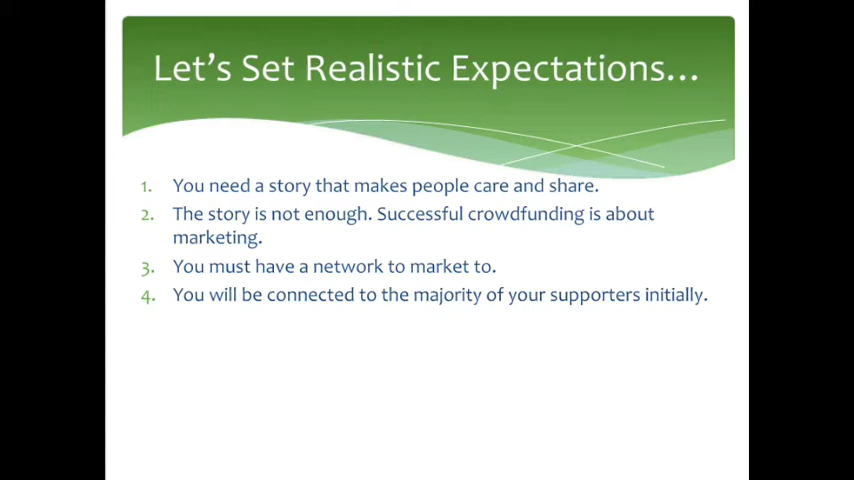 Let's Set Realistic Expectations...
1. You need a story that makes people care and share.
2. The story is not enough. Successful crowdfunding is about
marketing.
3. You must have a network to market to.
4. You will be connected to the majority of your supporters initially.